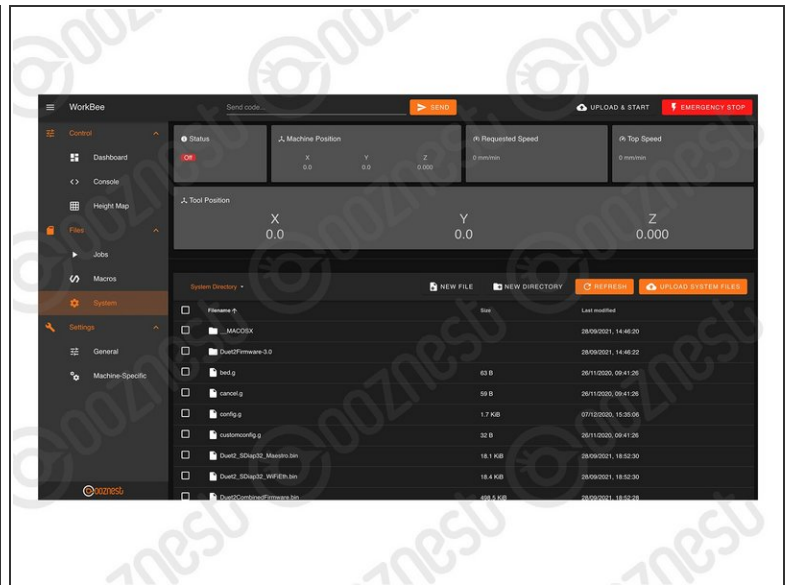 WorkBee
Send code...
SEND
UPLOAD & START
EMERGENCY STOP
Control
Dashboard
Console
Height Map
Files
Jobs
Macros
System
Settings
General
Machine-Specific
ooznest
Status
Off
Machine Position
X Y Z
0.0 0.0 0.000
Requested Speed
0 mm/min
Top Speed
0 mm/min
Tool Position
X Y Z
0.0 0.0 0.000
System Directory
NEW FILE
NEW DIRECTORY
REFRESH
UPLOAD SYSTEM FILES
Filename Size Last modified
__MACOSX 28/09/2021, 14:46:20
Duet2Firmware-3.0 28/09/2021, 14:46:22
bed.g 63 B 26/11/2020, 09:41:26
cancel.g 59 B 26/11/2020, 09:41:26
config.g 1.7 KiB 07/12/2020, 15:35:06
customconfig.g 32 B 26/11/2020, 09:41:26
Duet2_SDiap32_Maestro.bin 18.1 KiB 28/09/2021, 18:52:30
Duet2_SDiap32_WiFiEth.bin 18.4 KiB 28/09/2021, 18:52:30
Duet2CombinedFirmware.bin 498.5 KiB 28/09/2021, 18:52:28